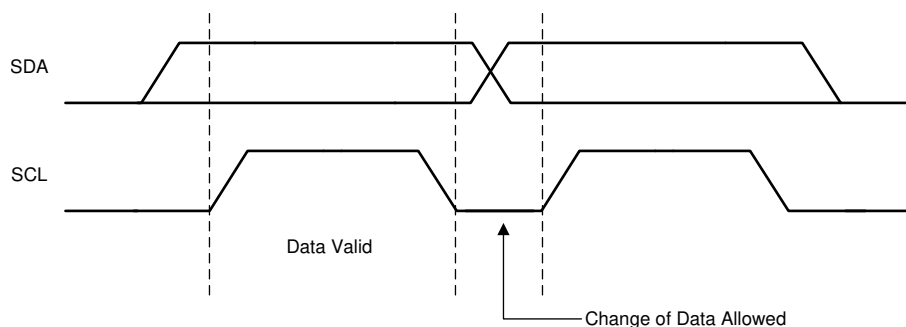 SDA
SCL
Data Valid
Change of Data Allowed